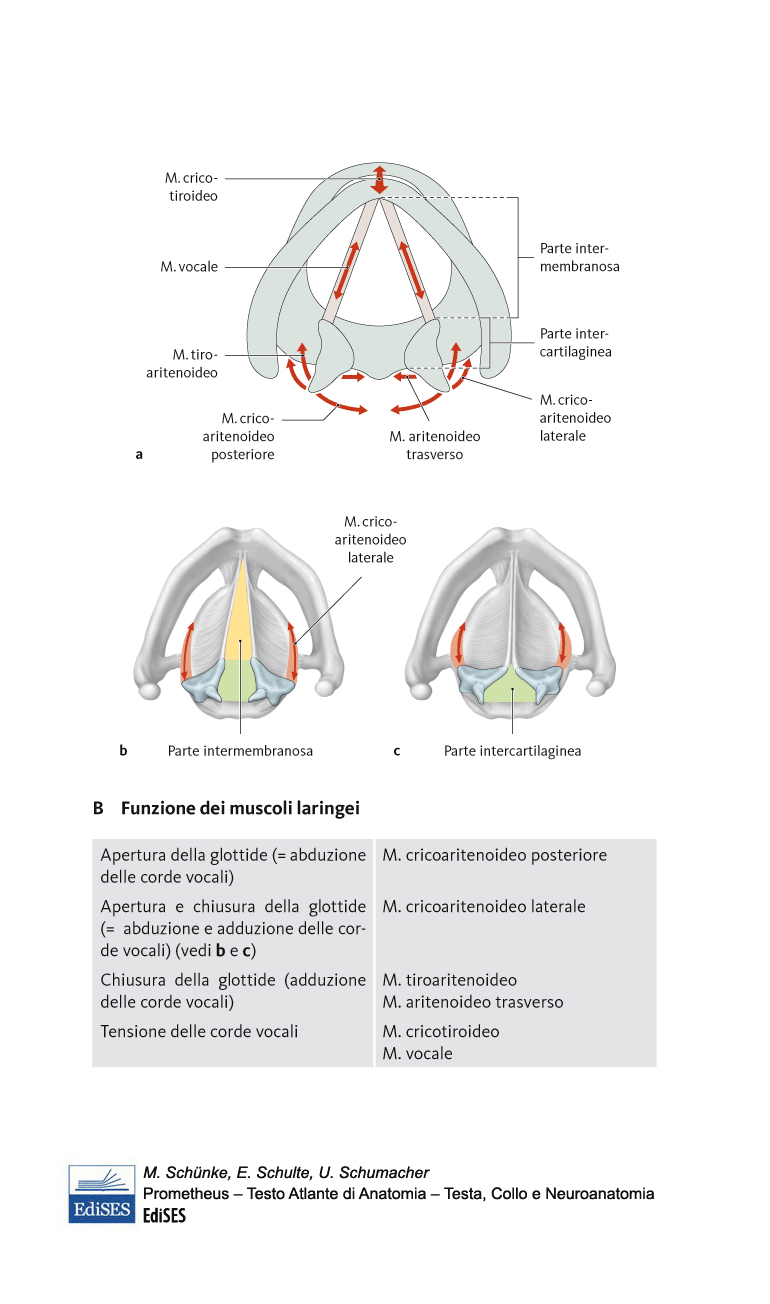 M. crico-
tiroideo
M. vocale
M. tiro-
aritenoideo
M. crico-
aritenoideo
posteriore
M. aritenoideo
trasverso
Parte inter-
membranosa
Parte inter-
cartilaginea
M. crico-
aritenoideo
laterale
a
M. crico-
aritenoideo
laterale
b Parte intermembranosa
c Parte intercartilaginea
B Funzione dei muscoli laringei
Apertura della glottide (= abduzione
delle corde vocali)
M. cricoaritenoideo posteriore
Apertura e chiusura della glottide
(= abduzione e adduzione delle cor-
de vocali) (vedi b e c)
M. cricoaritenoideo laterale
Chiusura della glottide (adduzione
delle corde vocali)
M. tiroaritenoideo
M. aritenoideo trasverso
Tensione delle corde vocali
M. cricotiroideo
M. vocale
EdiSES
M. Schünke, E. Schulte, U. Schumacher
Prometheus – Testo Atlante di Anatomia – Testa, Collo e Neuroanatomia
EdiSES